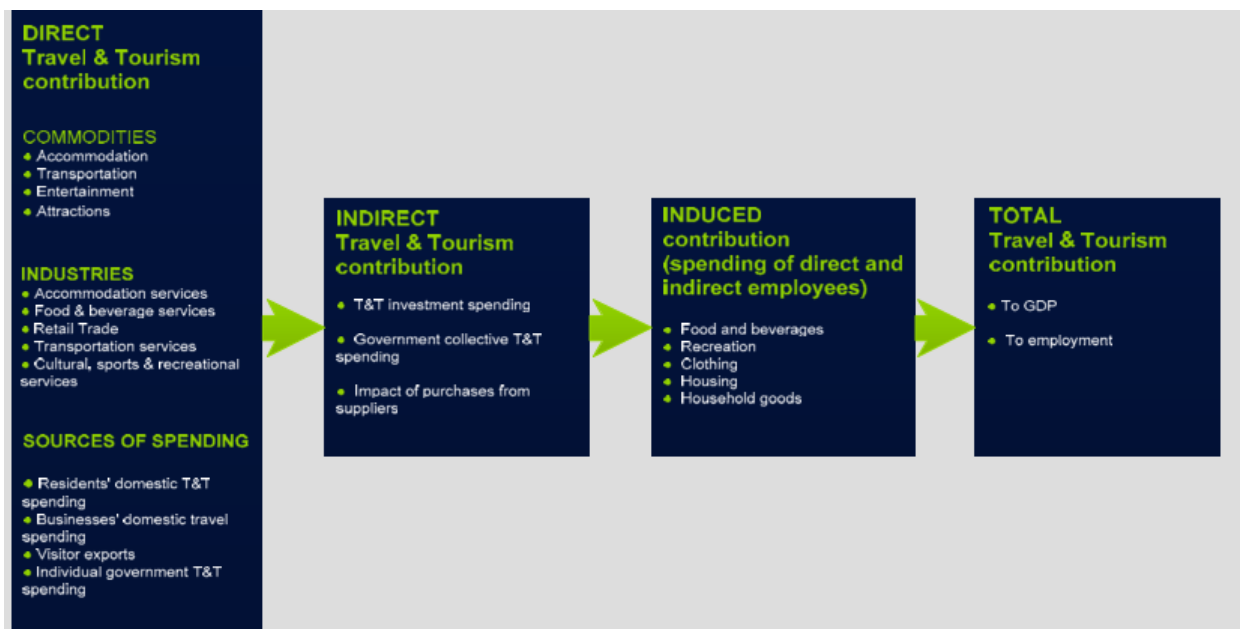 DIRECT
Travel & Tourism
contribution
COMMODITIES
• Accommodation
• Transportation
• Entertainment
• Attractions
INDUSTRIES
• Accommodation services
• Food & beverage services
• Retail Trade
• Transportation services
• Cultural, sports & recreational
services
SOURCES OF SPENDING
• Residents' domestic T&T
spending
• Businesses' domestic travel
spending
• Visitor exports
• Individual government T&T
spending
INDIRECT
Travel & Tourism
contribution
• T&T investment spending
• Government collective T&T
spending
• Impact of purchases from
suppliers
INDUCED
contribution
(spending of direct and
indirect employees)
• Food and beverages
• Recreation
• Clothing
• Housing
• Household goods
TOTAL
Travel & Tourism
contribution
• To GDP
• To employment